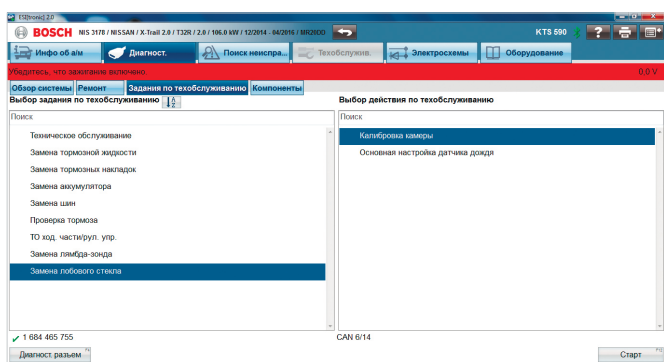 ESI[tronic] 2.0
BOSCH NIS 3178 / NISSAN / X-Trail 2.0 / T32R / 2.0 / 106.0 kW / 12/2014 - 04/2016 / MR20DD KTS 590 ?
Инфо об а/м Диагност. Поиск неиспра... Техобслужив. Электросхемы Оборудование
Убедитесь, что зажигание включено. 0.0 V
Обзор системы Ремонт Задания по техобслуживанию Компоненты
Выбор задания по техобслуживанию Выбор действия по техобслуживанию
Поиск Поиск
Техническое обслуживание Калибровка камеры
Замена тормозной жидкости Основная настройка датчика дождя
Замена тормозных накладок
Замена аккумулятора
Замена шин
Проверка тормоза
ТО ход. части/рул. упр.
Замена лямбда-зонда
Замена лобового стекла
1 684 465 755 CAN 6/14
Диагност. разъем Старт